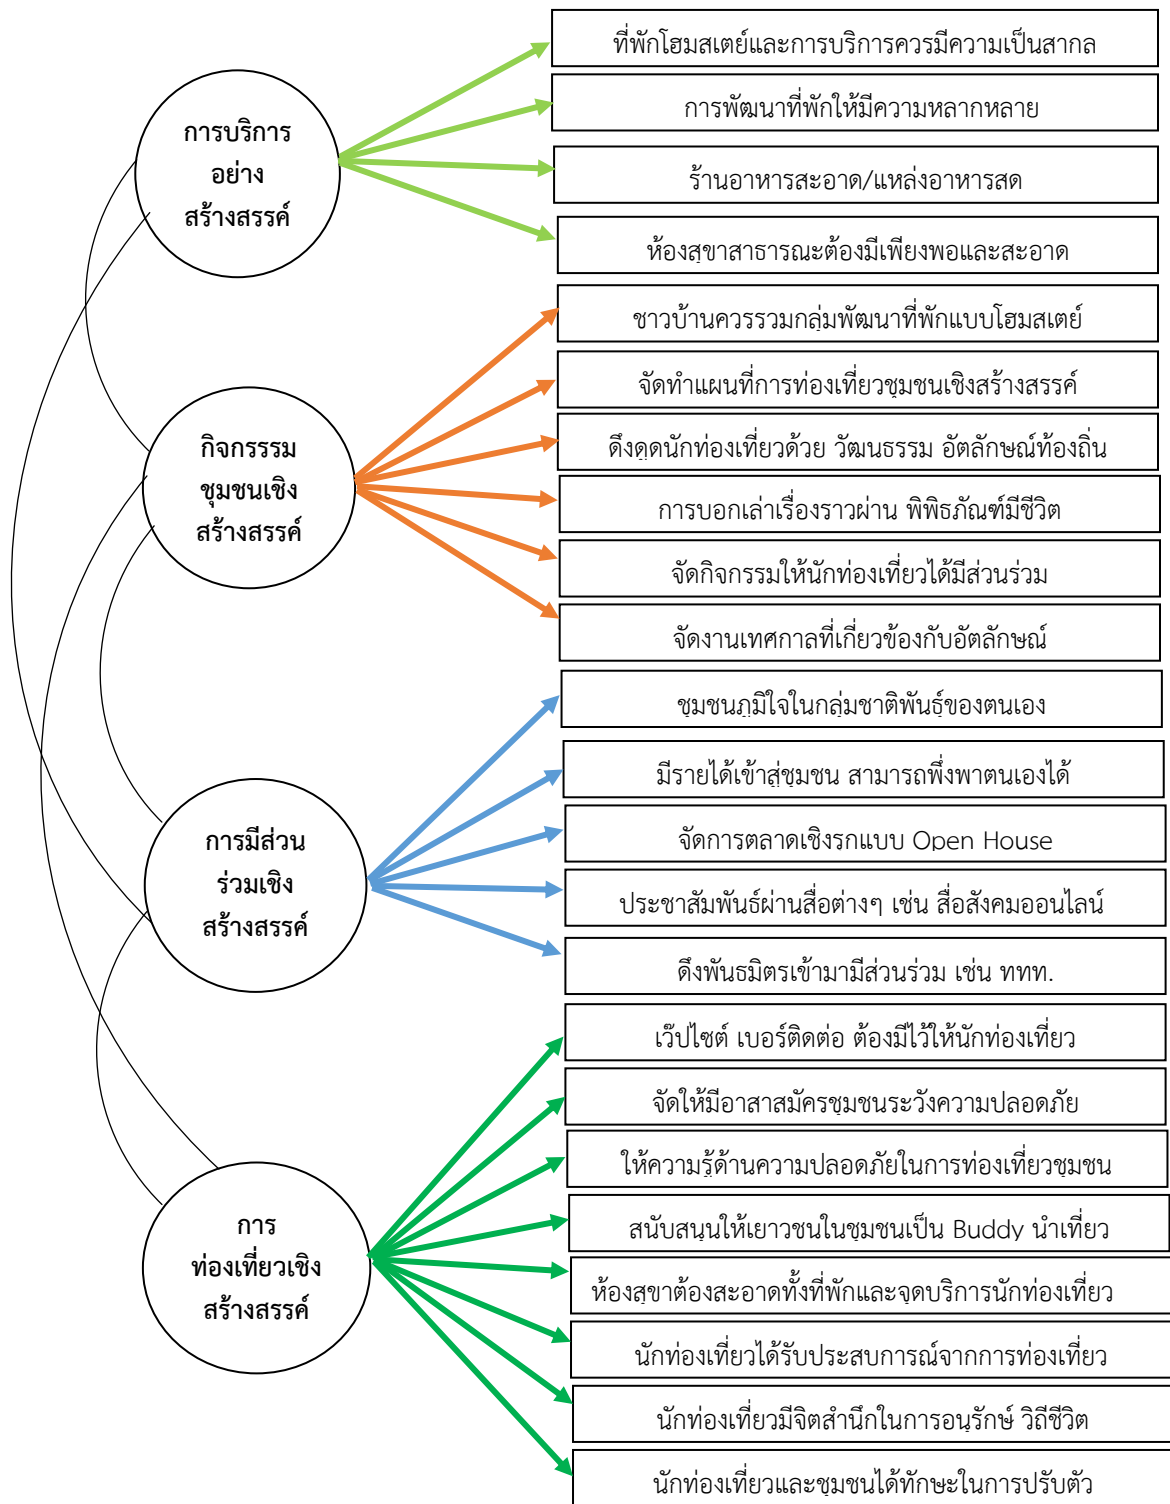 การบริการ
อย่าง
สร้างสรรค์
ที่พักโฮมสเตย์และการบริการควรมีความเป็นสากล
การพัฒนาที่พักให้มีความหลากหลาย
ร้านอาหารสะอาด/แหล่งอาหารสด
ห้องสุขาสาธารณะต้องมีเพียงพอและสะอาด
กิจกรรรม
ชุมชนเชิง
สร้างสรรค์
ชาวบ้านควรรวมกลุ่มพัฒนาที่พักแบบโฮมสเตย์
จัดทำแผนที่การท่องเที่ยวชุมชนเชิงสร้างสรรค์
ดึงดูดนักท่องเที่ยวด้วย วัฒนธรรม อัตลักษณ์ท้องถิ่น
การบอกเล่าเรื่องราวผ่าน พิพิธภัณฑ์มีชีวิต
จัดกิจกรรมให้นักท่องเที่ยวได้มีส่วนร่วม
จัดงานเทศกาลที่เกี่ยวข้องกับอัตลักษณ์
การมีส่วน
ร่วมเชิง
สร้างสรรค์
ชุมชนภูมิใจในกลุ่มชาติพันธุ์ของตนเอง
มีรายได้เข้าสู่ชุมชน สามารถพึ่งพาตนเองได้
จัดการตลาดเชิงรุกแบบ Open House
ประชาสัมพันธ์ผ่านสื่อต่างๆ เช่น สื่อสังคมออนไลน์
ดึงพันธมิตรเข้ามามีส่วนร่วม เช่น ททท.
การ
ท่องเที่ยวเชิง
สร้างสรรค์
เว๊ปไซต์ เบอร์ติดต่อ ต้องมีไว้ให้นักท่องเที่ยว
จัดให้มีอาสาสมัครชุมชนระวังความปลอดภัย
ให้ความรู้ด้านความปลอดภัยในการท่องเที่ยวชุมชน
สนับสนุนให้เยาวชนในชุมชนเป็น Buddy นำเที่ยว
ห้องสุขาต้องสะอาดทั้งที่พักและจุดบริการนักท่องเที่ยว
นักท่องเที่ยวได้รับประสบการณ์จากการท่องเที่ยว
นักท่องเที่ยวมีจิตสำนึกในการอนุรักษ์ วิถีชีวิต
นักท่องเที่ยวและชุมชนได้ทักษะในการปรับตัว